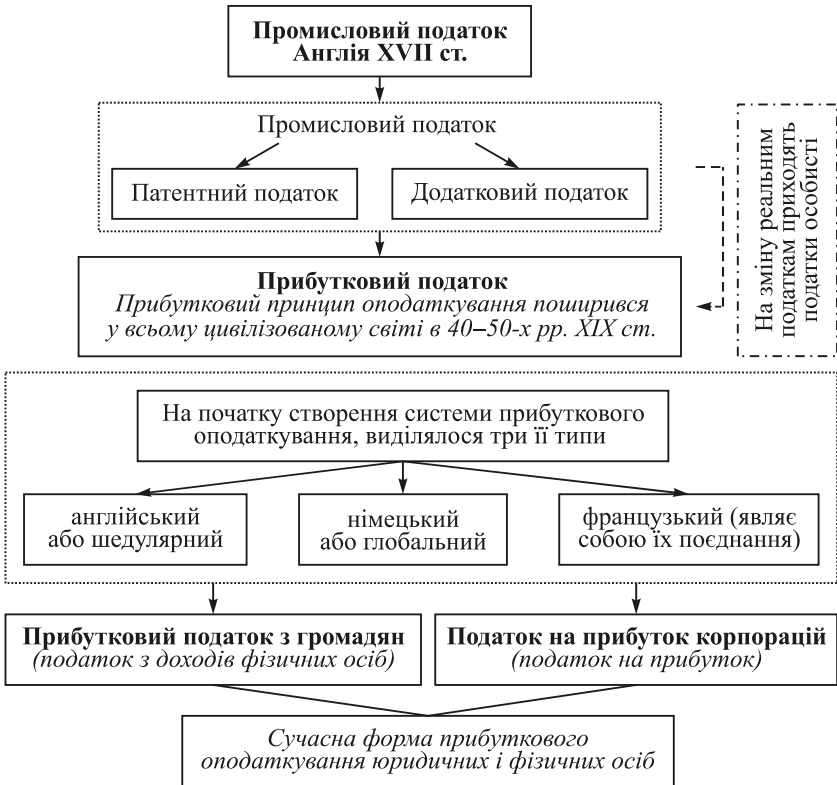 Промисловий податок
Англія XVII ст.
Промисловий податок
Патентний податок
Додатковий податок
На зміну реальним
податкам приходять
податки особисті
Прибутковий податок
Прибутковий принцип оподаткування поширився
у всьому цивілізованому світі в 40–50-х рр. XIX ст.
На початку створення системи прибуткового
оподаткування, виділялося три її типи
англійський
або шедулярний
німецький
або глобальний
французький (являє
собою їх поєднання)
Прибутковий податок з громадян
(податок з доходів фізичних осіб)
Податок на прибуток корпорацій
(податок на прибуток)
Сучасна форма прибуткового
оподаткування юридичних і фізичних осіб